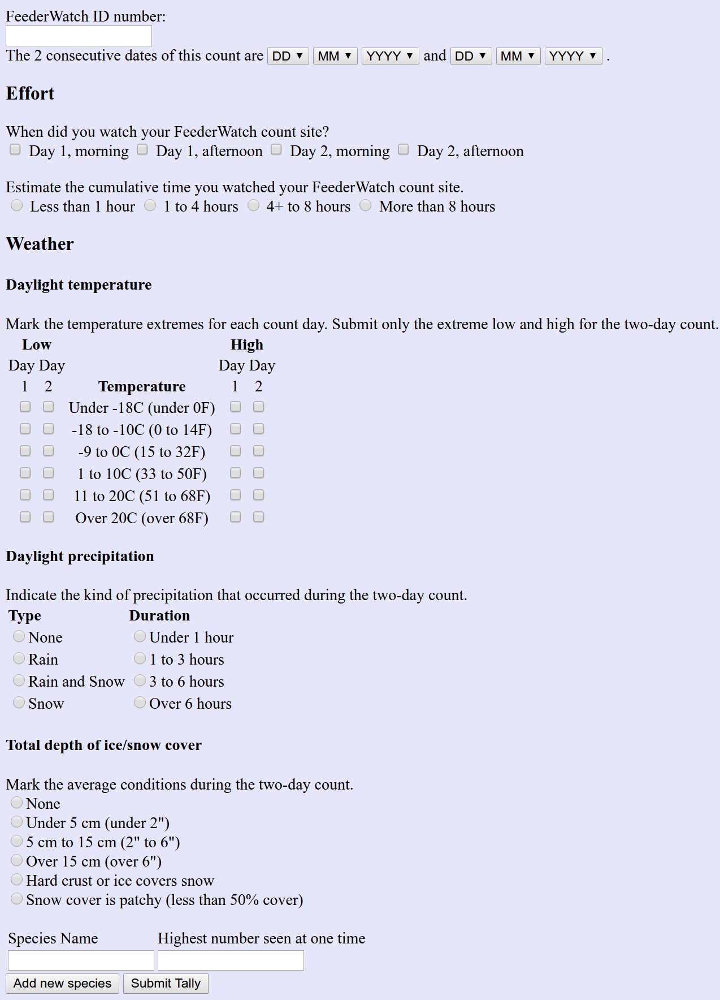 FeederWatch ID number:
The 2 consecutive dates of this count are DD MM YYYY and DD MM YYYY .
Effort
When did you watch your FeederWatch count site?
Day 1, morning Day 1, afternoon Day 2, morning Day 2, afternoon
Estimate the cumulative time you watched your FeederWatch count site.
Less than 1 hour 1 to 4 hours 4+ to 8 hours More than 8 hours
Weather
Daylight temperature
Mark the temperature extremes for each count day. Submit only the extreme low and high for the two-day count.
Low High
Day Day Day Day
1 2 Temperature 1 2
Under -18C (under 0F)
-18 to -10C (0 to 14F)
-9 to 0C (15 to 32F)
1 to 10C (33 to 50F)
11 to 20C (51 to 68F)
Over 20C (over 68F)
Daylight precipitation
Indicate the kind of precipitation that occurred during the two-day count.
Type Duration
None Under 1 hour
Rain 1 to 3 hours
Rain and Snow 3 to 6 hours
Snow Over 6 hours
Total depth of ice/snow cover
Mark the average conditions during the two-day count.
None
Under 5 cm (under 2")
5 cm to 15 cm (2" to 6")
Over 15 cm (over 6")
Hard crust or ice covers snow
Snow cover is patchy (less than 50% cover)
Species Name Highest number seen at one time
Add new species Submit Tally